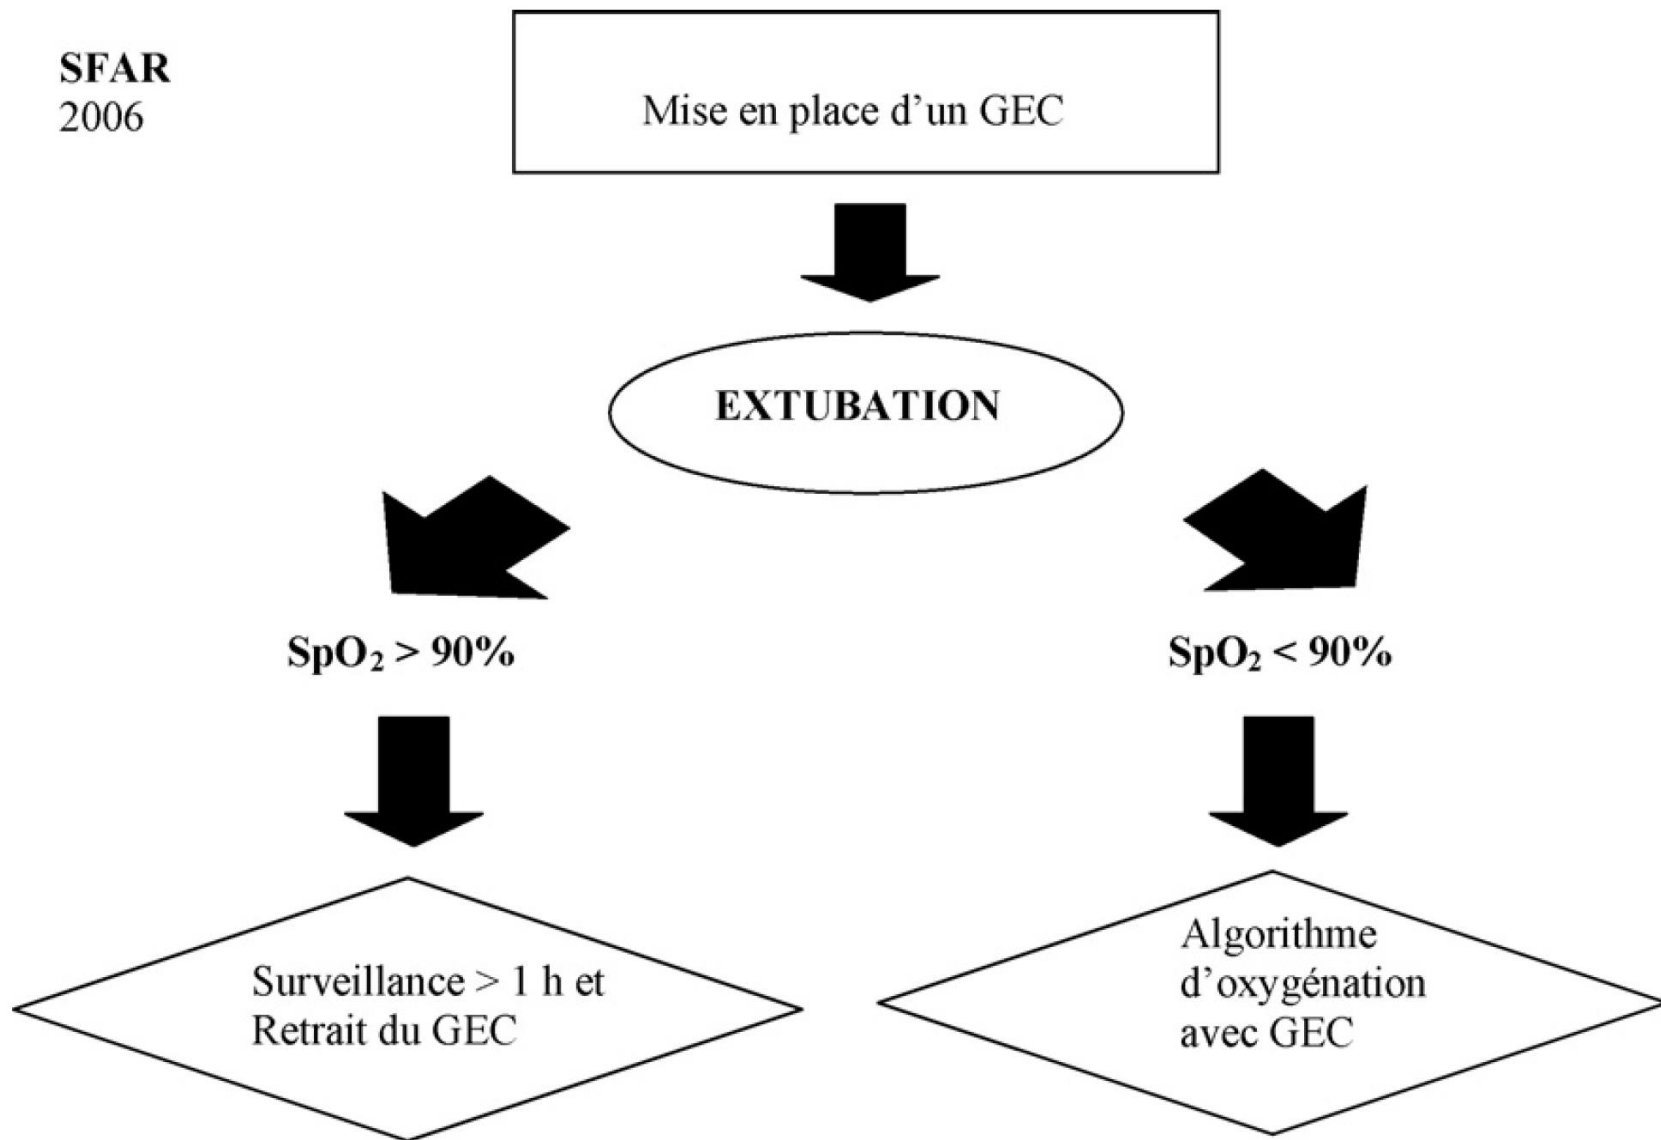 SFAR
2006
Mise en place d’un GEC
EXTUBATION
SpO₂ > 90%
SpO₂ < 90%
Surveillance > 1 h et
Retrait du GEC
Algorithme
d’oxygénation
avec GEC